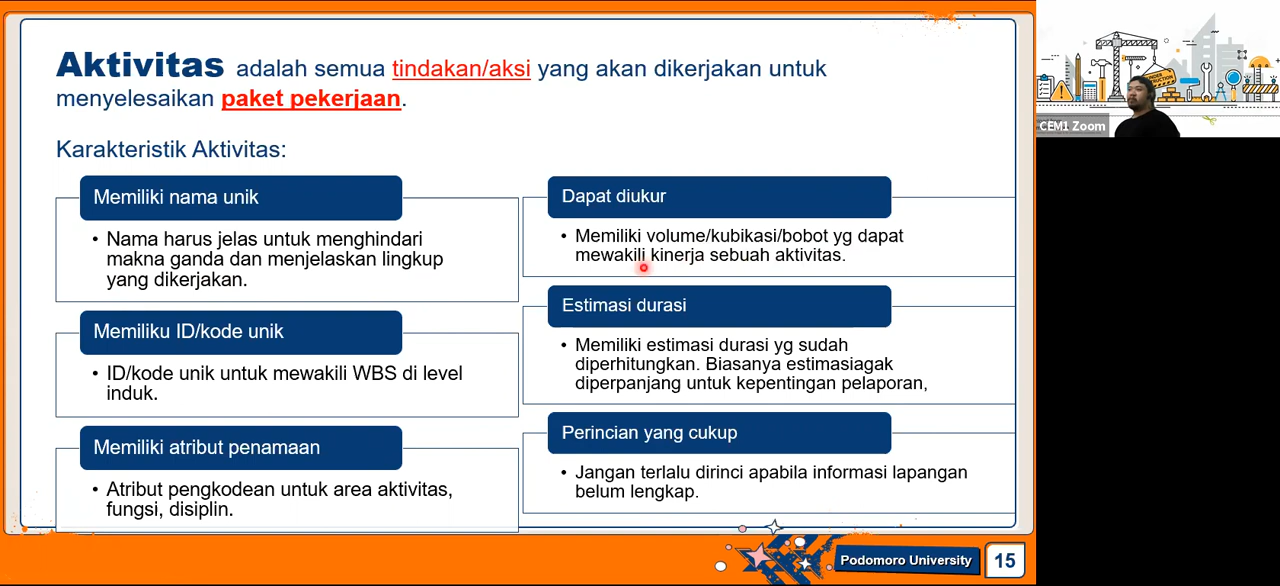 Aktivitas adalah semua tindakan/aksi yang akan dikerjakan untuk
menyelesaikan paket pekerjaan.
Karakteristik Aktivitas:
Memiliki nama unik
• Nama harus jelas untuk menghindari
makna ganda dan menjelaskan lingkup
yang dikerjakan.
Memiliku ID/kode unik
• ID/kode unik untuk mewakili WBS di level
induk.
Memiliki atribut penamaan
• Atribut pengkodean untuk area aktivitas,
fungsi, disiplin.
Dapat diukur
• Memiliki volume/kubikasi/bobot yg dapat
mewakili kinerja sebuah aktivitas.
Estimasi durasi
• Memiliki estimasi durasi yg sudah
diperhitungkan. Biasanya estimasiagak
diperpanjang untuk kepentingan pelaporan,
Perincian yang cukup
• Jangan terlalu dirinci apabila informasi lapangan
belum lengkap.
Podomoro University
15
UNDER
CONSTRUCTION
CEM1 Zoom